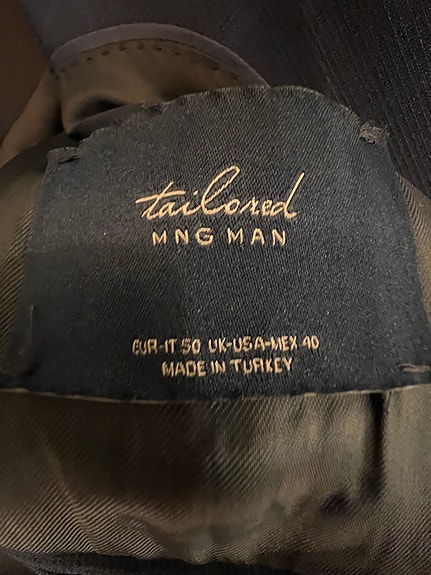 tailored
MNG MAN
EUR-IT 50 UK-USA-MEX 40
MADE IN TURKEY